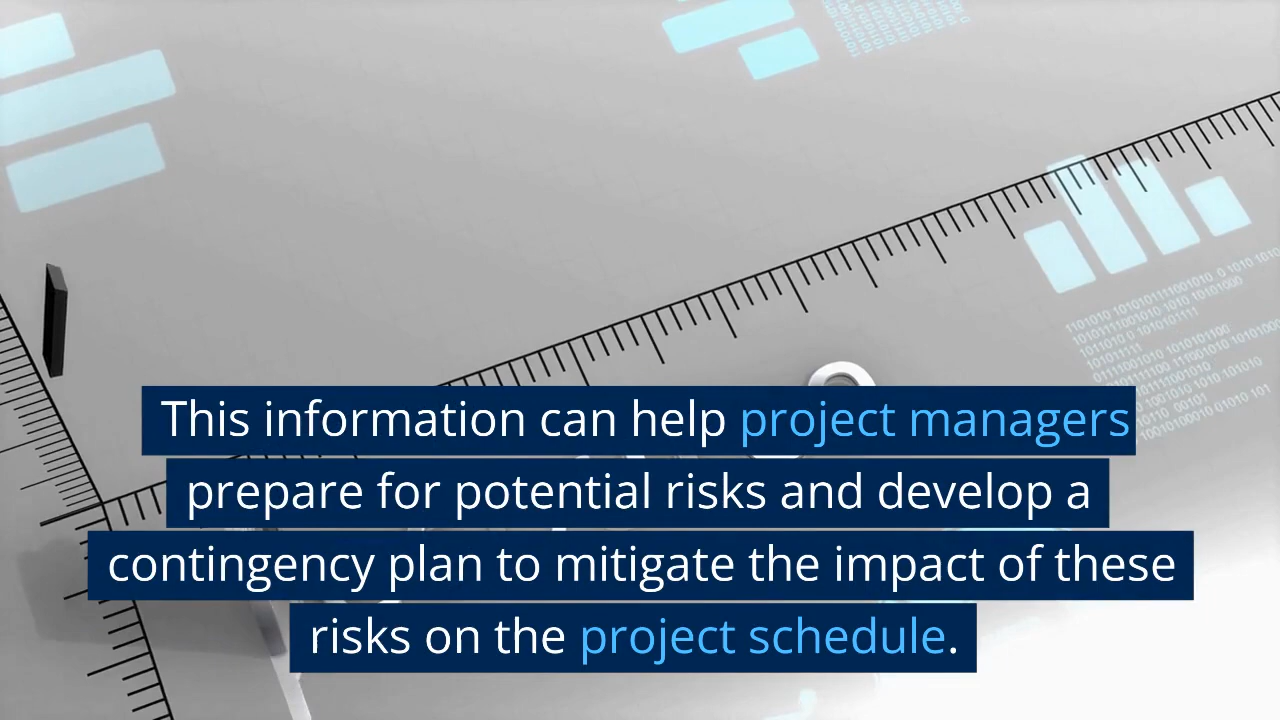 This information can help project managers
prepare for potential risks and develop a
contingency plan to mitigate the impact of these
risks on the project schedule.